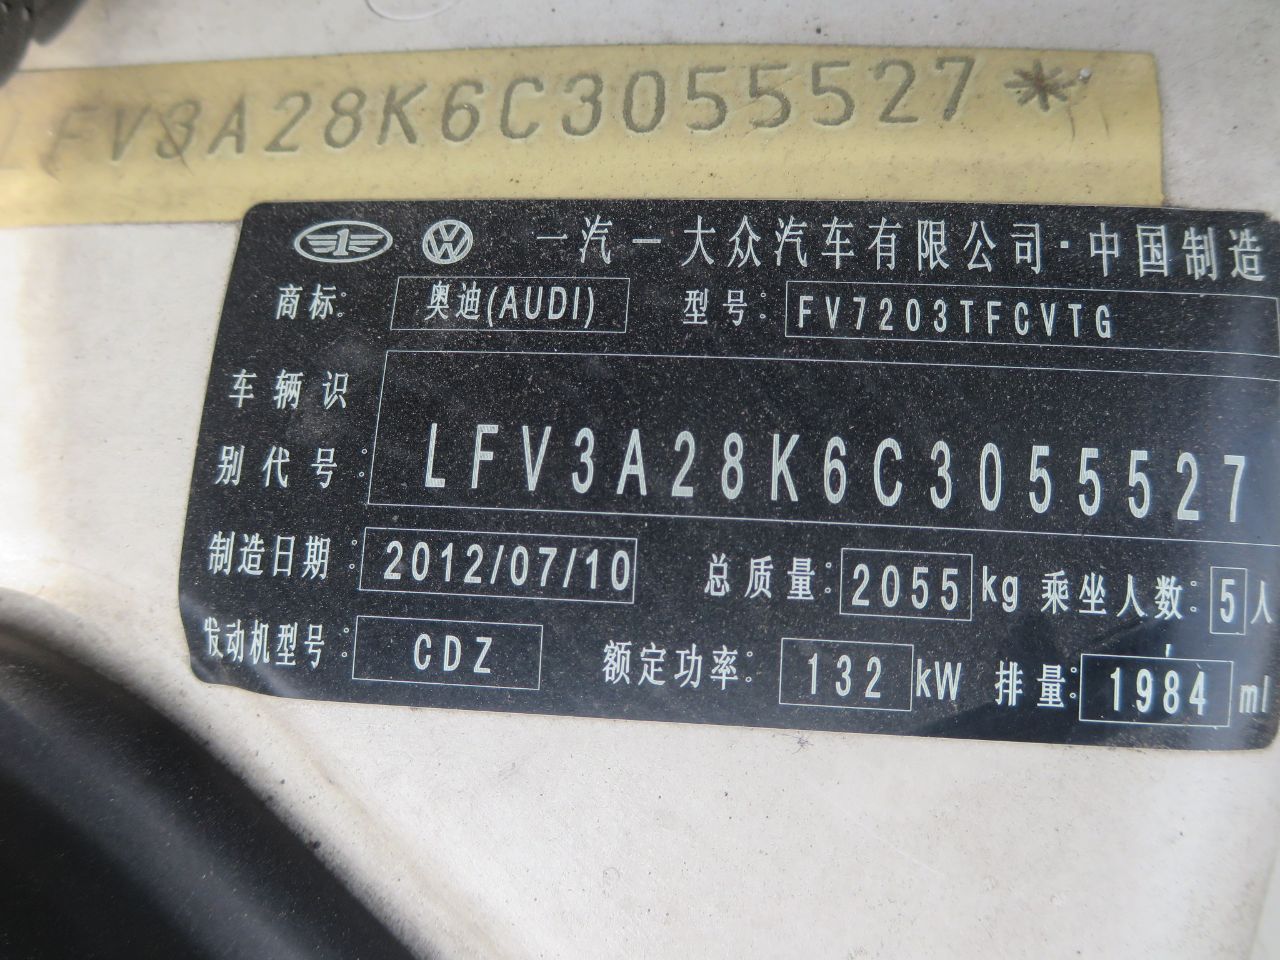 LFV3A28K6C3055527*
一汽一大众汽车有限公司·中国制造
商标: 奥迪(AUDI) 型号: FV7203TFCVTG
车辆识
别代号: LFV3A28K6C3055527
制造日期: 2012/07/10 总质量: 2055 kg 乘坐人数: 5 人
发动机型号: CDZ 额定功率: 132 kW 排量: 1984 ml